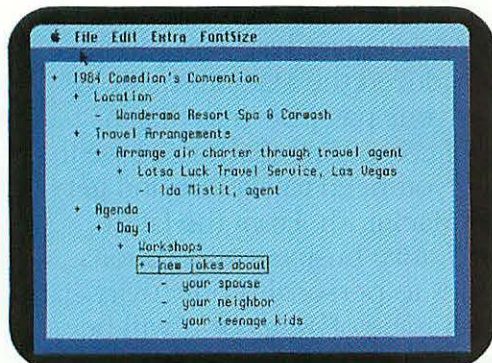 File Edit Extra FontSize
+ 1984 Comedian's Convention
+ Location
- Wanderama Resort Spa & Carwash
+ Travel Arrangements
+ Arrange air charter through travel agent
+ Lotsa Luck Travel Service, Las Vegas
- Ida Mistit, agent
+ Agenda
+ Day 1
+ Workshops
+ new jokes about
- your spouse
- your neighbor
- your teenage kids